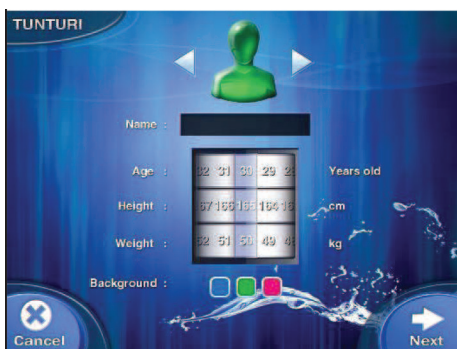 TUNTURI
Name :
Age : 32 31 30 29 Years old
Height : 67 166 165 164 cm
Weight : 52 51 50 49 kg
Background :
Cancel
Next